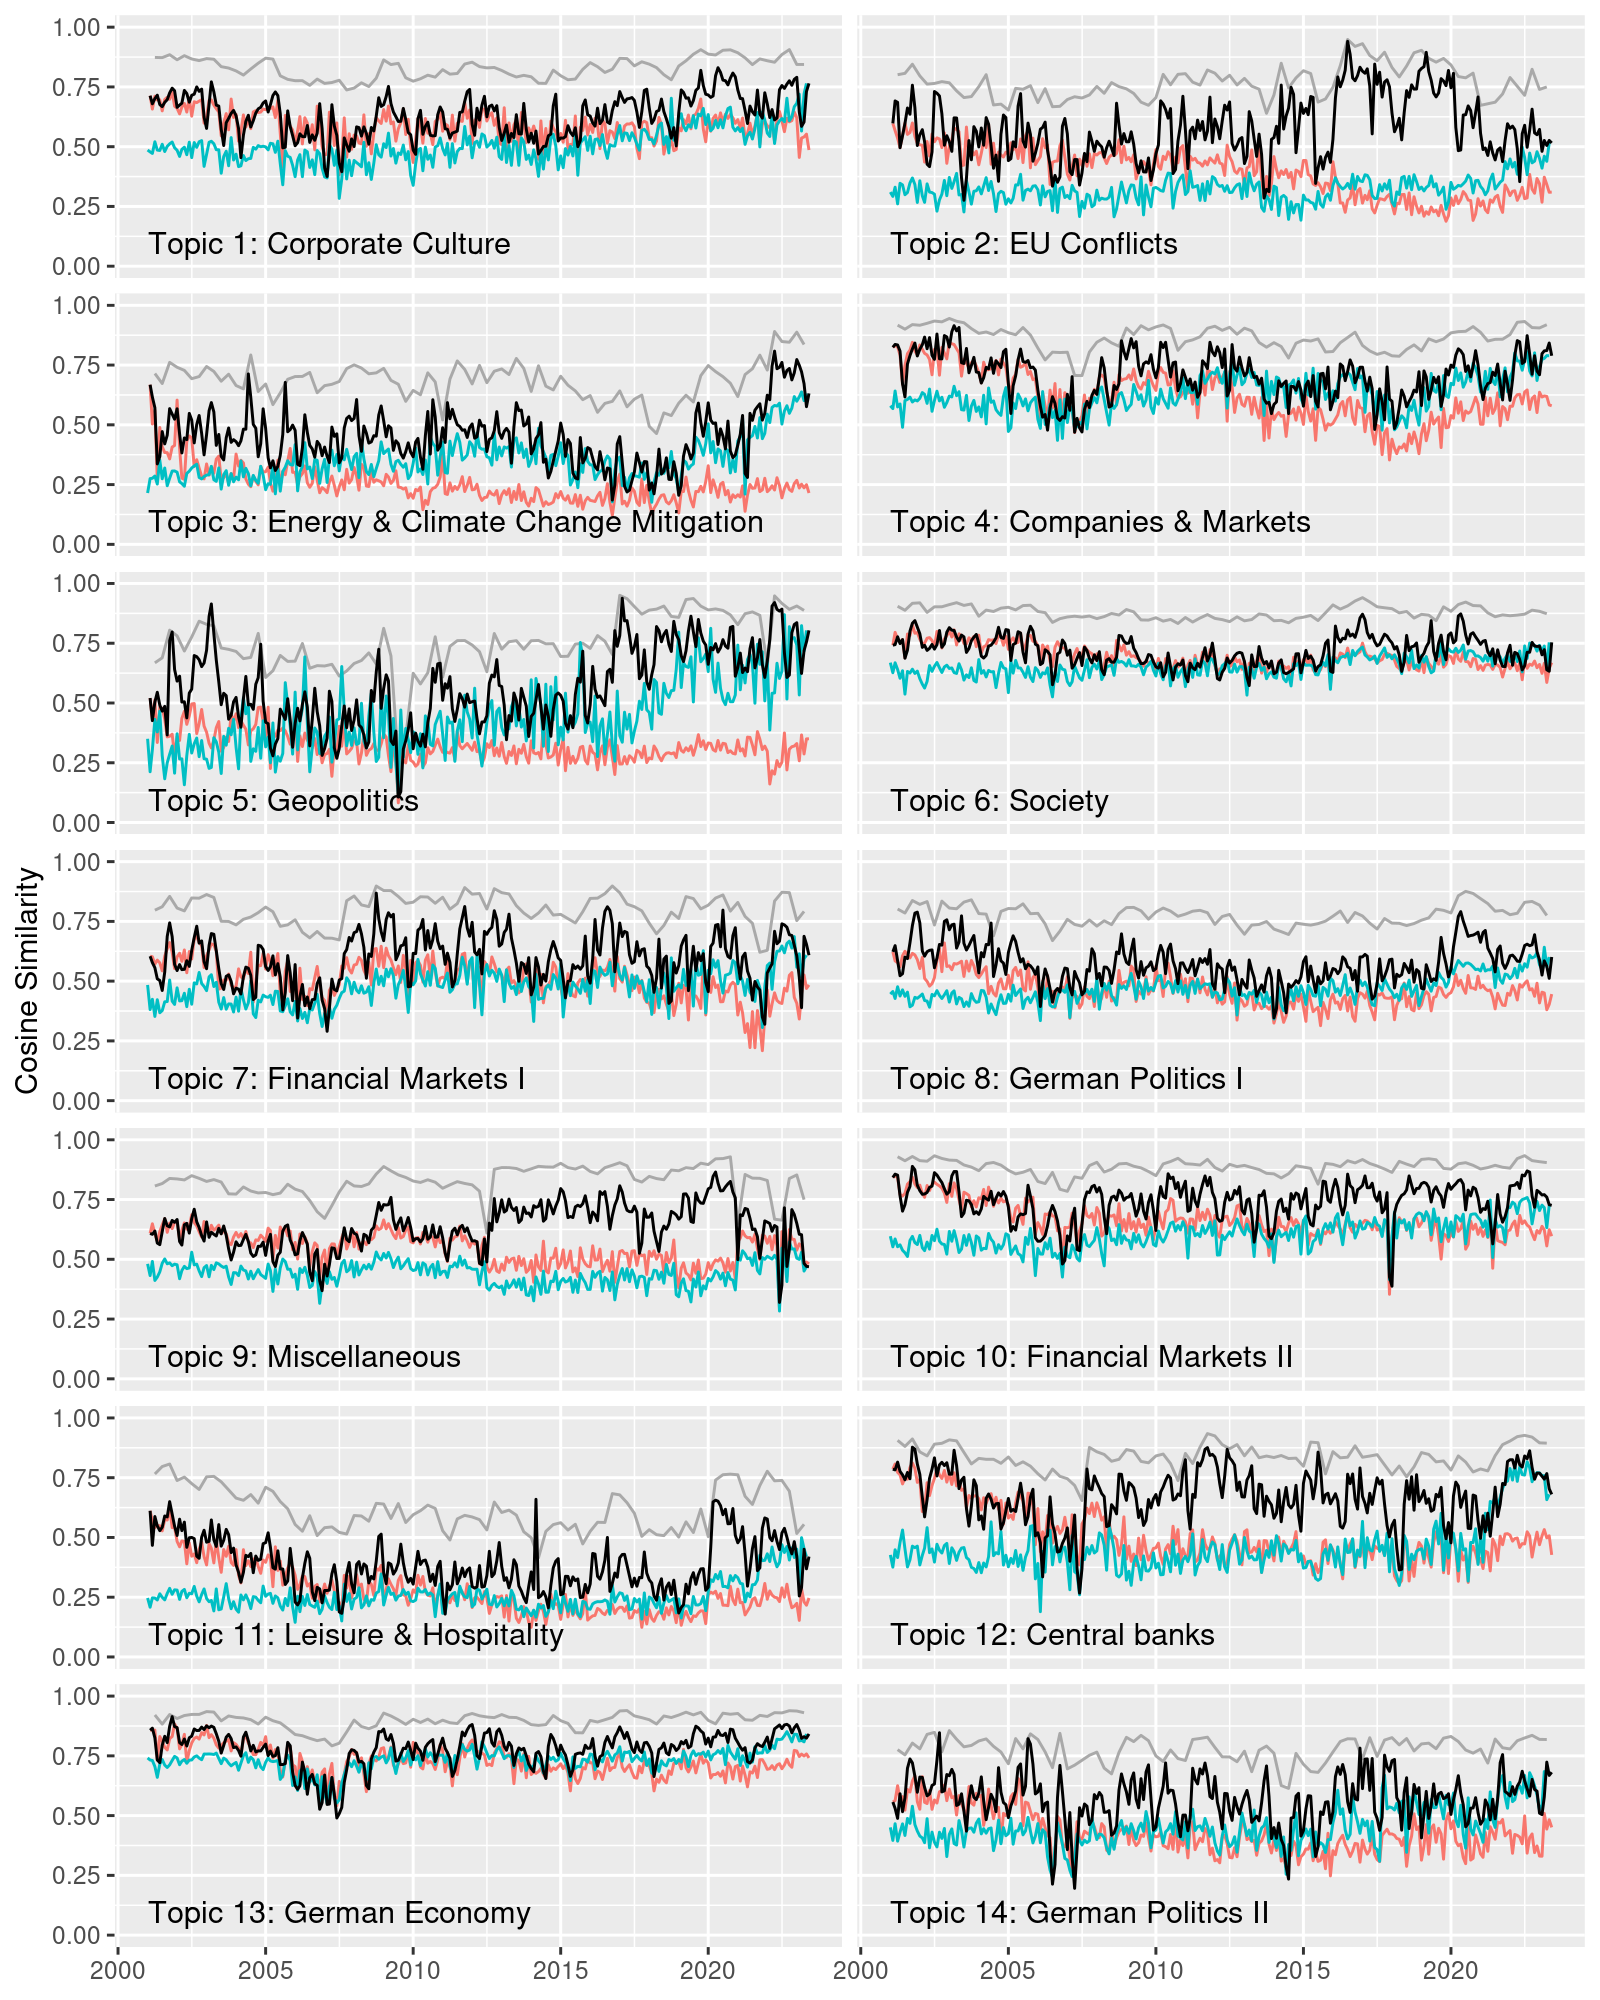 1.00
0.75
0.50
0.25
0.00
Topic 1: Corporate Culture
Topic 2: EU Conflicts
1.00
0.75
0.50
0.25
0.00
Topic 3: Energy & Climate Change Mitigation
Topic 4: Companies & Markets
1.00
0.75
0.50
0.25
0.00
Topic 5: Geopolitics
Topic 6: Society
Cosine Similarity
1.00
0.75
0.50
0.25
0.00
Topic 7: Financial Markets I
Topic 8: German Politics I
1.00
0.75
0.50
0.25
0.00
Topic 9: Miscellaneous
Topic 10: Financial Markets II
1.00
0.75
0.50
0.25
0.00
Topic 11: Leisure & Hospitality
Topic 12: Central banks
1.00
0.75
0.50
0.25
0.00
Topic 13: German Economy
Topic 14: German Politics II
2000 2005 2010 2015 2020
2000 2005 2010 2015 2020